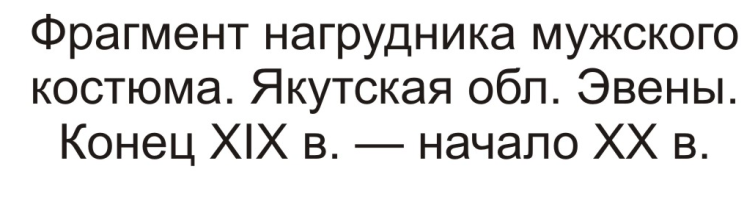 Фрагмент нагрудника мужского
костюма. Якутская обл. Эвены.
Конец XIX в. — начало XX в.